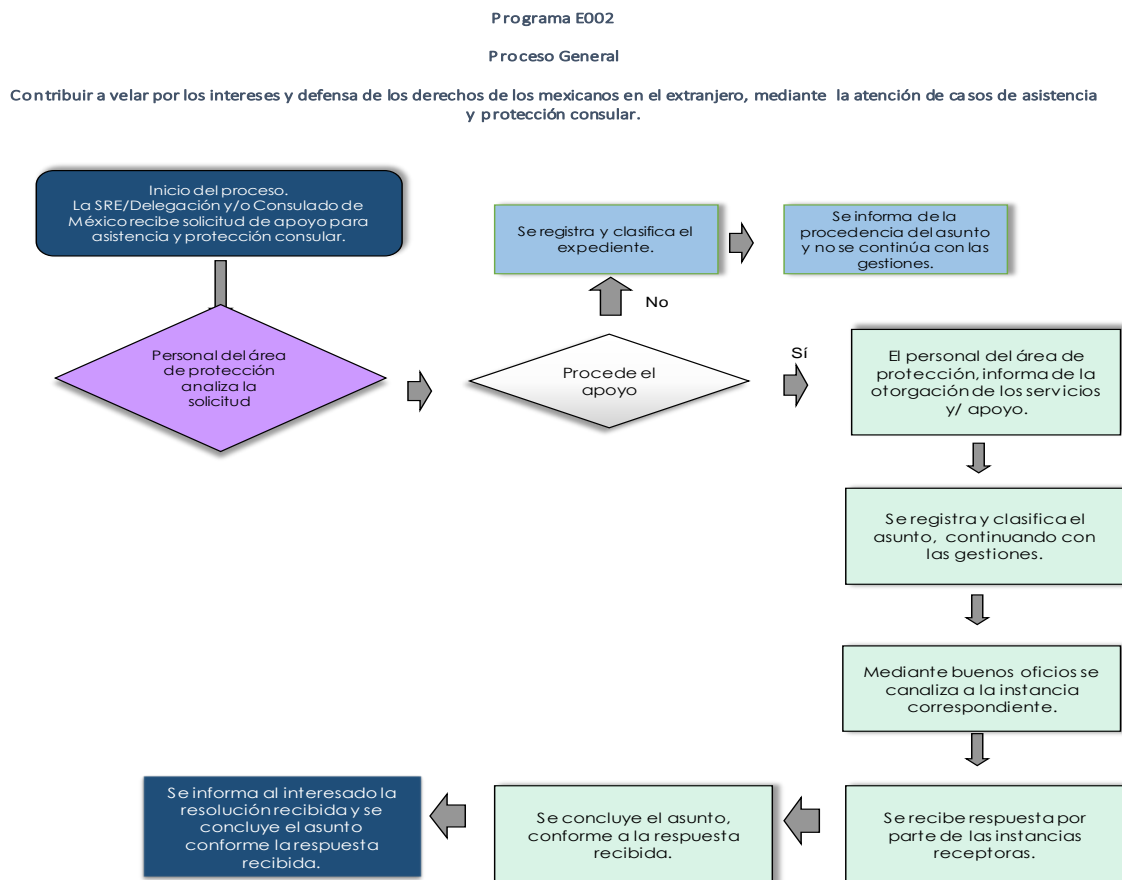 Programa E002
Proceso General
Contribuir a velar por los intereses y defensa de los derechos de los mexicanos en el extranjero, mediante la atención de casos de asistencia
y protección consular.
Inicio del proceso.
La SRE/Delegación y/o Consulado de
México recibe solicitud de apoyo para
asistencia y protección consular.
Se registra y clasifica el
expediente.
Se informa de la
procedencia del asunto
y no se continúa con las
gestiones.
No
Personal del área
de protección
analiza la
solicitud
Procede el
apoyo
Sí
El personal del área de
protección, informa de la
otorgación de los servicios
y/ apoyo.
Se registra y clasifica el
asunto, continuando con
las gestiones.
Mediante buenos oficios se
canaliza a la instancia
correspondiente.
Se recibe respuesta por
parte de las instancias
receptoras.
Se concluye el asunto,
conforme a la respuesta
recibida.
Se informa al interesado la
resolución recibida y se
concluye el asunto
conforme la respuesta
recibida.